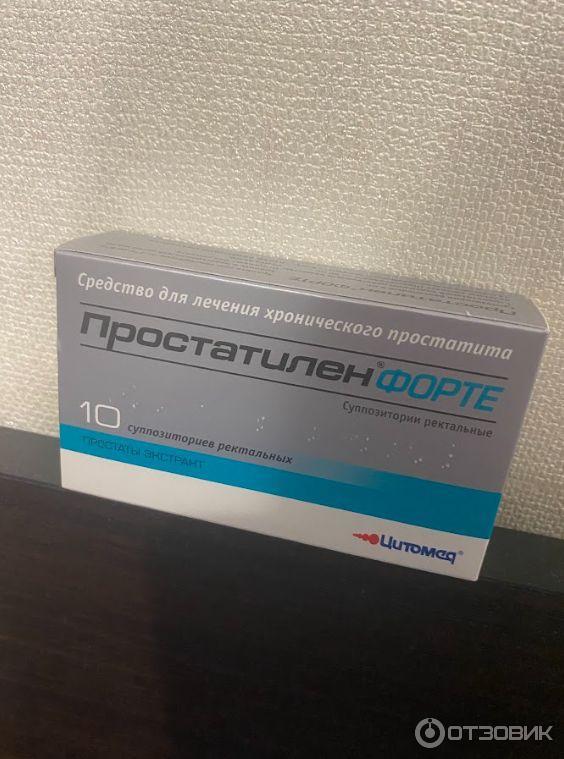 Средство для лечения хронического простатита
Простатилен® ФОРТЕ
Суппозитории ректальные
10 суппозиториев ректальных
ПРОСТАТЫ ЭКСТРАКТ
Цитомед®
ОТЗОВИК